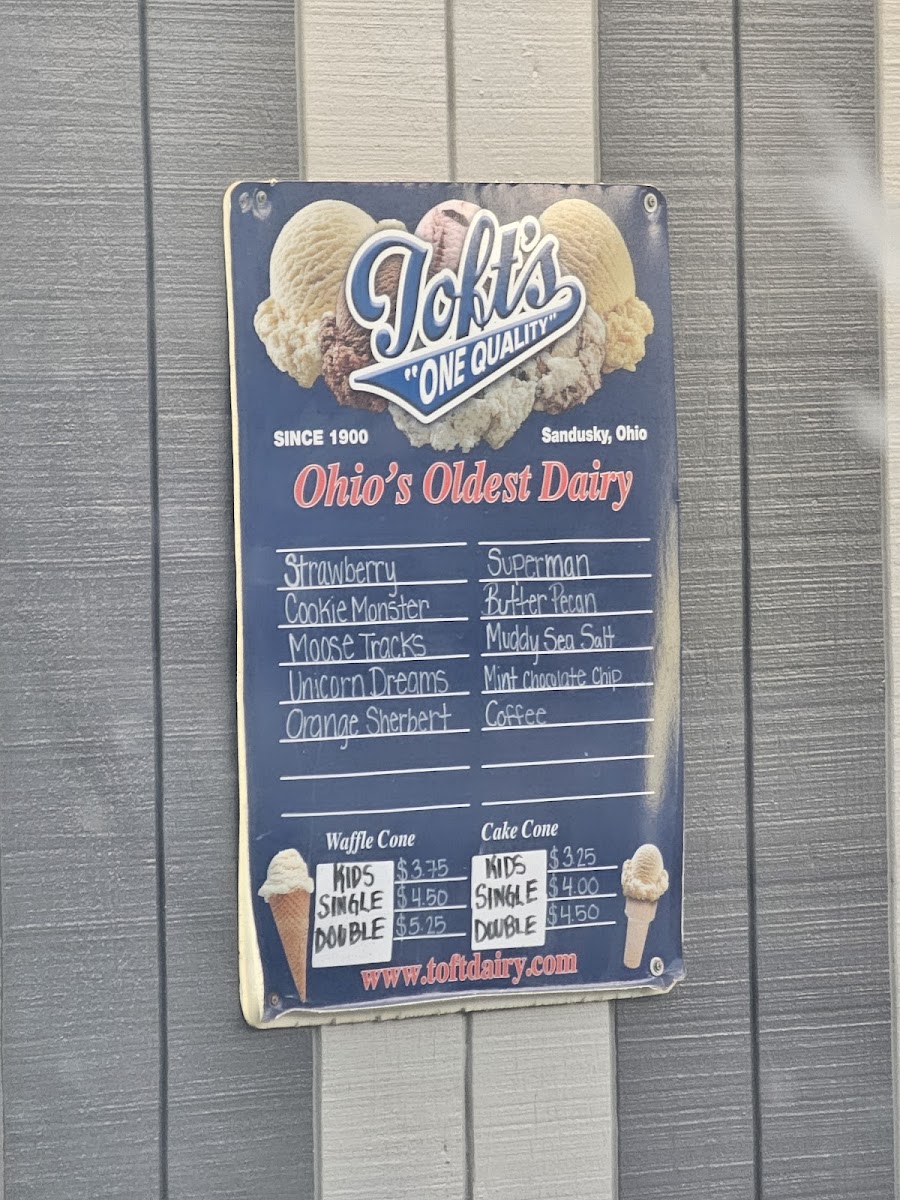 Toft's
"ONE QUALITY"
SINCE 1900
Sandusky, Ohio
Ohio's Oldest Dairy
Strawberry
Cookie Monster
Moose Tracks
Unicorn Dreams
Orange Sherbert
Superman
Butter Pecan
Muddy Sea Salt
Mint chocolate Chip
Coffee
Waffle Cone
KIDS $3.75
SINGLE $4.50
DOUBLE $5.25
Cake Cone
KIDS $3.25
SINGLE $4.00
DOUBLE $4.50
www.toftdairy.com